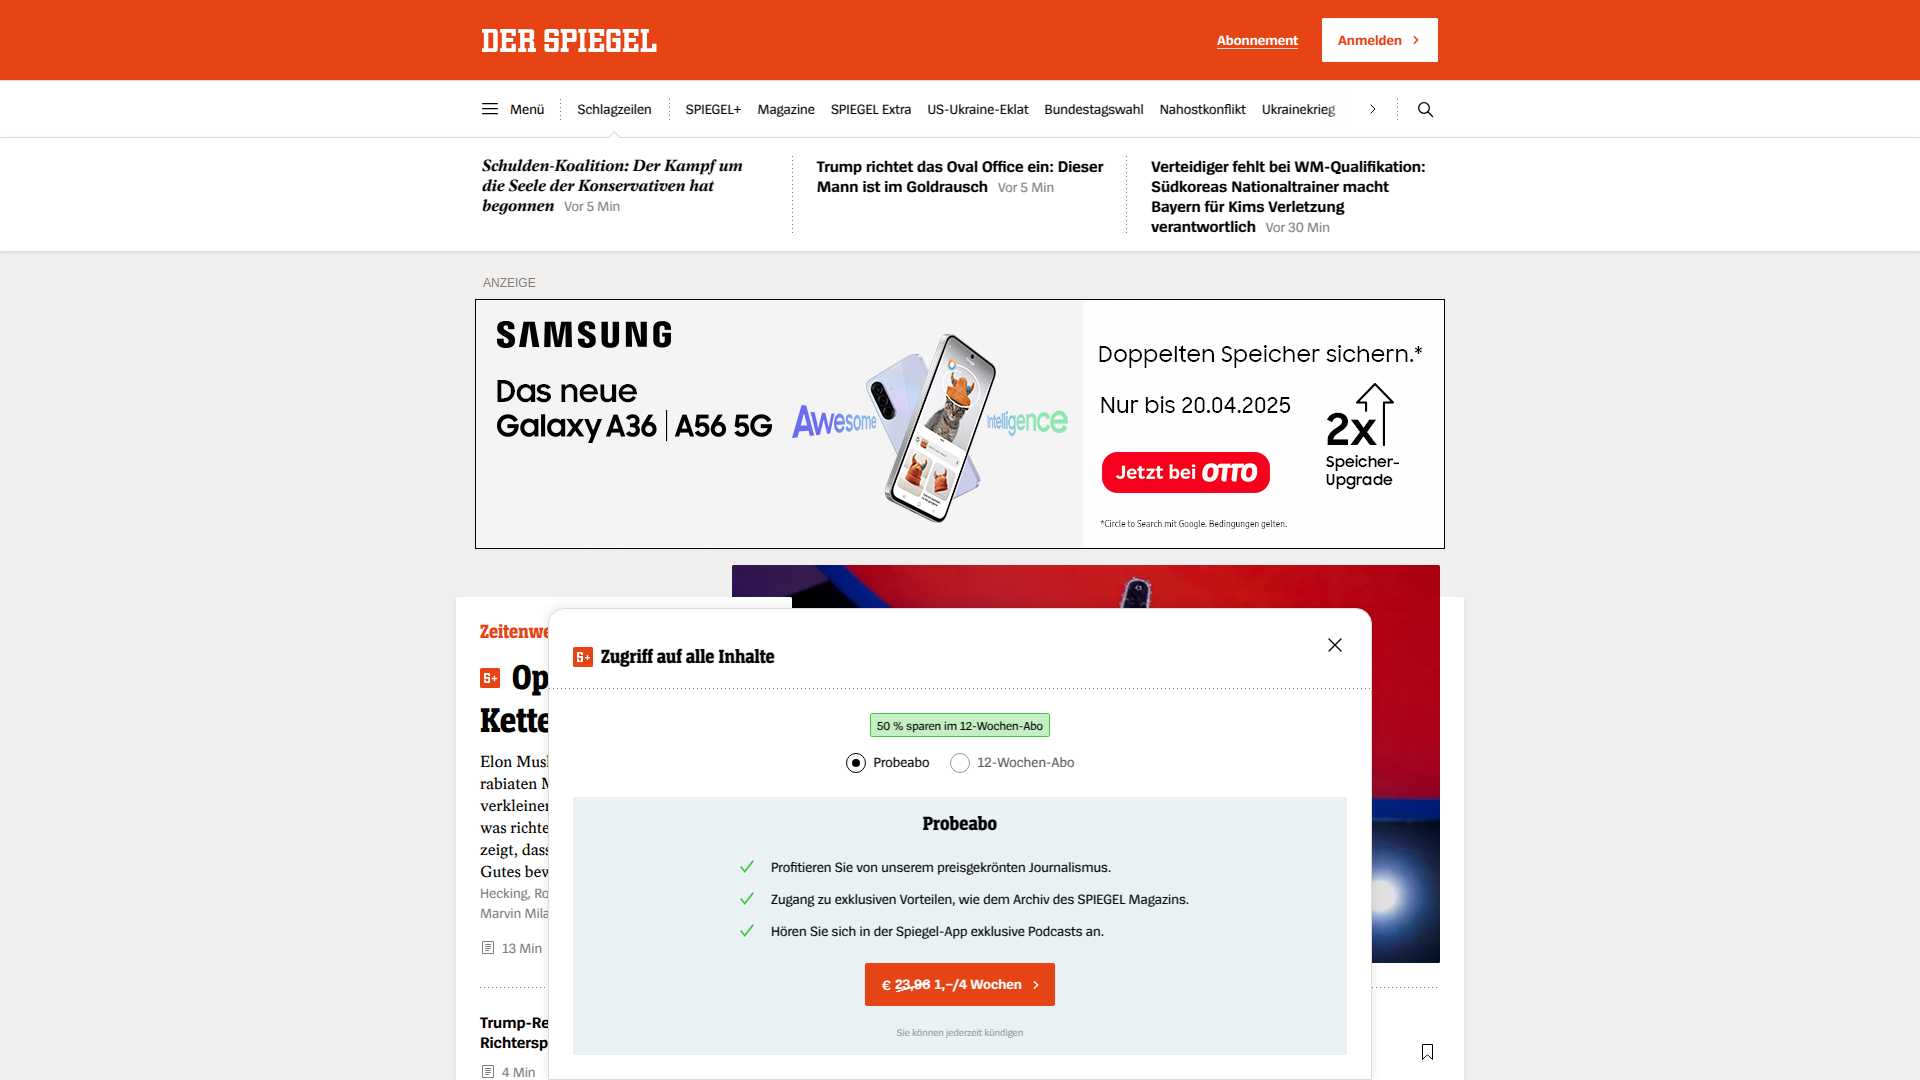 DER SPIEGEL
Abonnement
Anmelden
Menü
Schlagzeilen
SPIEGEL+
Magazine
SPIEGEL Extra
US-Ukraine-Eklat
Bundestagswahl
Nahostkonflikt
Ukrainekrieg
Schulden-Koalition: Der Kampf um
die Seele der Konservativen hat
begonnen Vor 5 Min
Trump richtet das Oval Office ein: Dieser
Mann ist im Goldrausch Vor 5 Min
Verteidiger fehlt bei WM-Qualifikation:
Südkoreas Nationaltrainer macht
Bayern für Kims Verletzung
verantwortlich Vor 30 Min
ANZEIGE
SAMSUNG
Das neue
Galaxy A36 | A56 5G
Awesome
Intelligence
Doppelten Speicher sichern.*
Nur bis 20.04.2025
2x
Speicher-
Upgrade
Jetzt bei OTTO
*Circle to Search mit Google. Bedingungen gelten.
Zeitenwe
S+ Op
Kette
Elon Mus
rabiaten
verkleiner
was richte
zeigt, dass
Gutes bew
Hecking, Ro
Marvin Mila
13 Min
Trump-Re
Richtersp
4 Min
S+ Zugriff auf alle Inhalte
50 % sparen im 12-Wochen-Abo
Probeabo
12-Wochen-Abo
Probeabo
Profitieren Sie von unserem preisgekrönten Journalismus.
Zugang zu exklusiven Vorteilen, wie dem Archiv des SPIEGEL Magazins.
Hören Sie sich in der Spiegel-App exklusive Podcasts an.
€ 23,96 1,–/4 Wochen
Sie können jederzeit kündigen